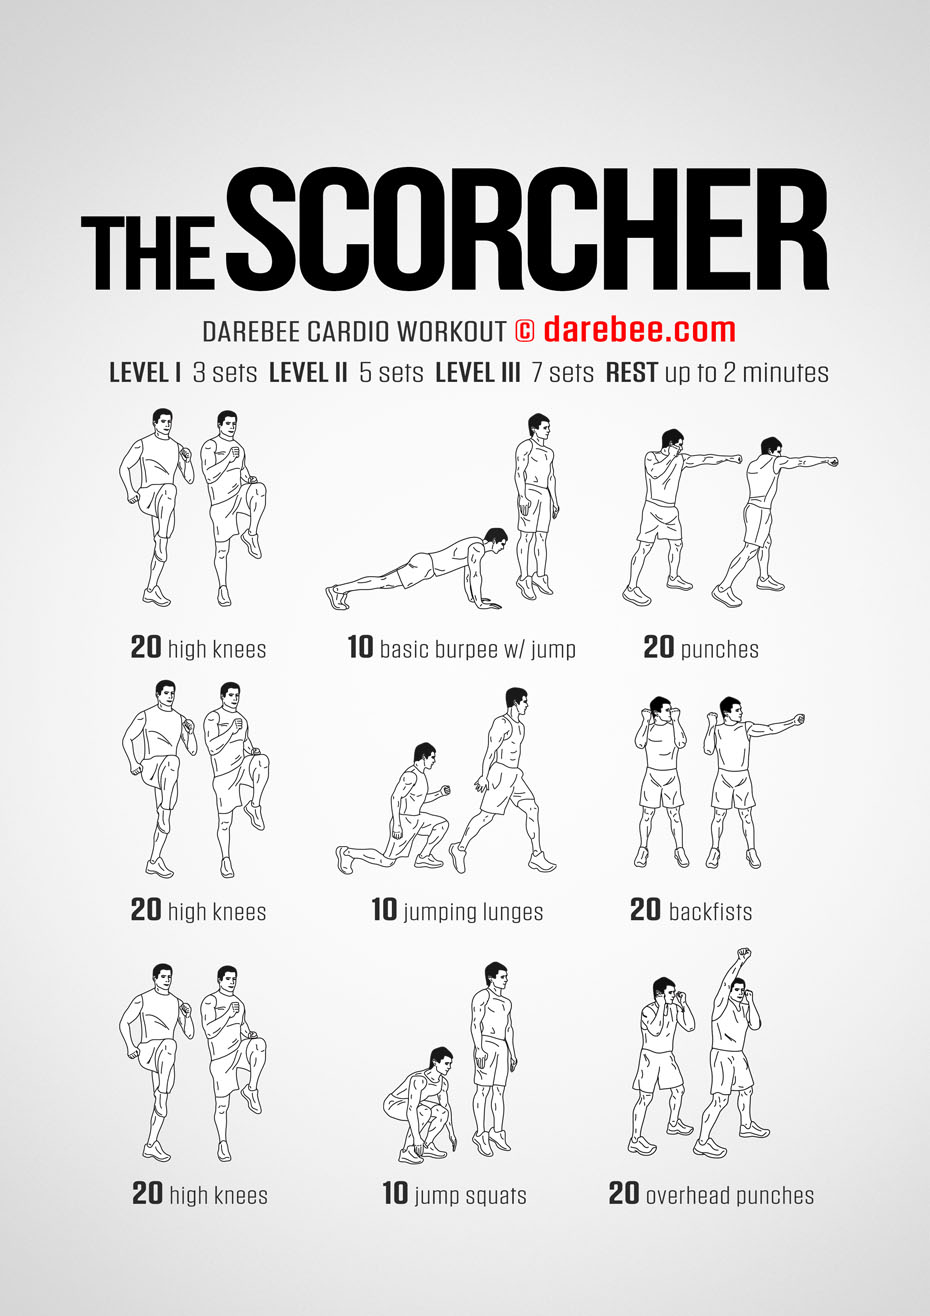 THE SCORCHER
DAREBEE CARDIO WORKOUT © darebee.com
LEVEL I 3 sets LEVEL II 5 sets LEVEL III 7 sets REST up to 2 minutes
20 high knees
10 basic burpee w/ jump
20 punches
20 high knees
10 jumping lunges
20 backfists
20 high knees
10 jump squats
20 overhead punches